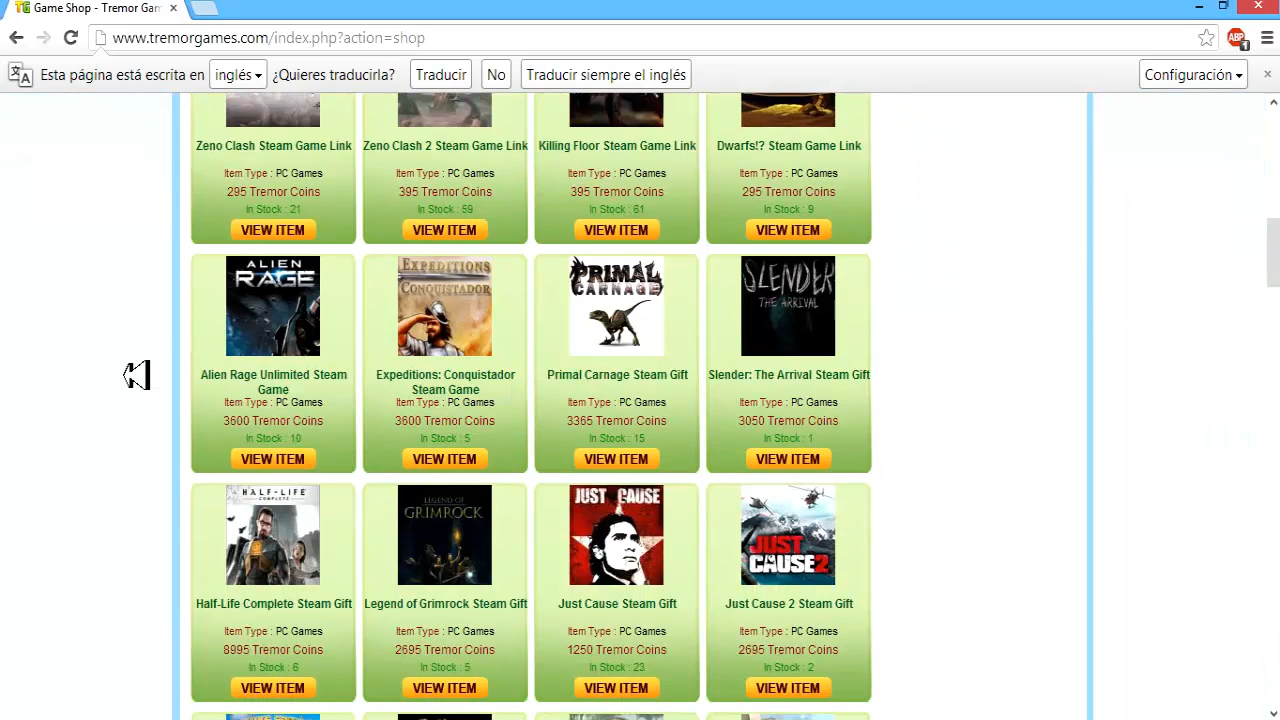 Game Shop - Tremor Gam
www.tremorgames.com/index.php?action=shop
ABP 1
Esta página está escrita en inglés ¿Quieres traducirla? Traducir No Traducir siempre el inglés Configuración
Zeno Clash Steam Game Link Zeno Clash 2 Steam Game Link Killing Floor Steam Game Link Dwarfs!? Steam Game Link
Item Type : PC Games Item Type : PC Games Item Type : PC Games Item Type : PC Games
295 Tremor Coins 395 Tremor Coins 395 Tremor Coins 295 Tremor Coins
In Stock : 21 In Stock : 59 In Stock : 61 In Stock : 9
VIEW ITEM VIEW ITEM VIEW ITEM VIEW ITEM
ALIEN RAGE
EXPEDITIONS CONQUISTADOR
PRIMAL CARNAGE
SLENDER THE ARRIVAL
Alien Rage Unlimited Steam Game
Expeditions: Conquistador Steam Game
Primal Carnage Steam Gift
Slender: The Arrival Steam Gift
Item Type : PC Games Item Type : PC Games Item Type : PC Games Item Type : PC Games
3600 Tremor Coins 3600 Tremor Coins 3365 Tremor Coins 3050 Tremor Coins
In Stock : 10 In Stock : 5 In Stock : 15 In Stock : 1
VIEW ITEM VIEW ITEM VIEW ITEM VIEW ITEM
HALF-LIFE COMPLETE
LEGEND OF GRIMROCK
JUST CAUSE
JUST CAUSE 2
Half-Life Complete Steam Gift Legend of Grimrock Steam Gift Just Cause Steam Gift Just Cause 2 Steam Gift
Item Type : PC Games Item Type : PC Games Item Type : PC Games Item Type : PC Games
8995 Tremor Coins 2695 Tremor Coins 1250 Tremor Coins 2695 Tremor Coins
In Stock : 6 In Stock : 5 In Stock : 23 In Stock : 2
VIEW ITEM VIEW ITEM VIEW ITEM VIEW ITEM